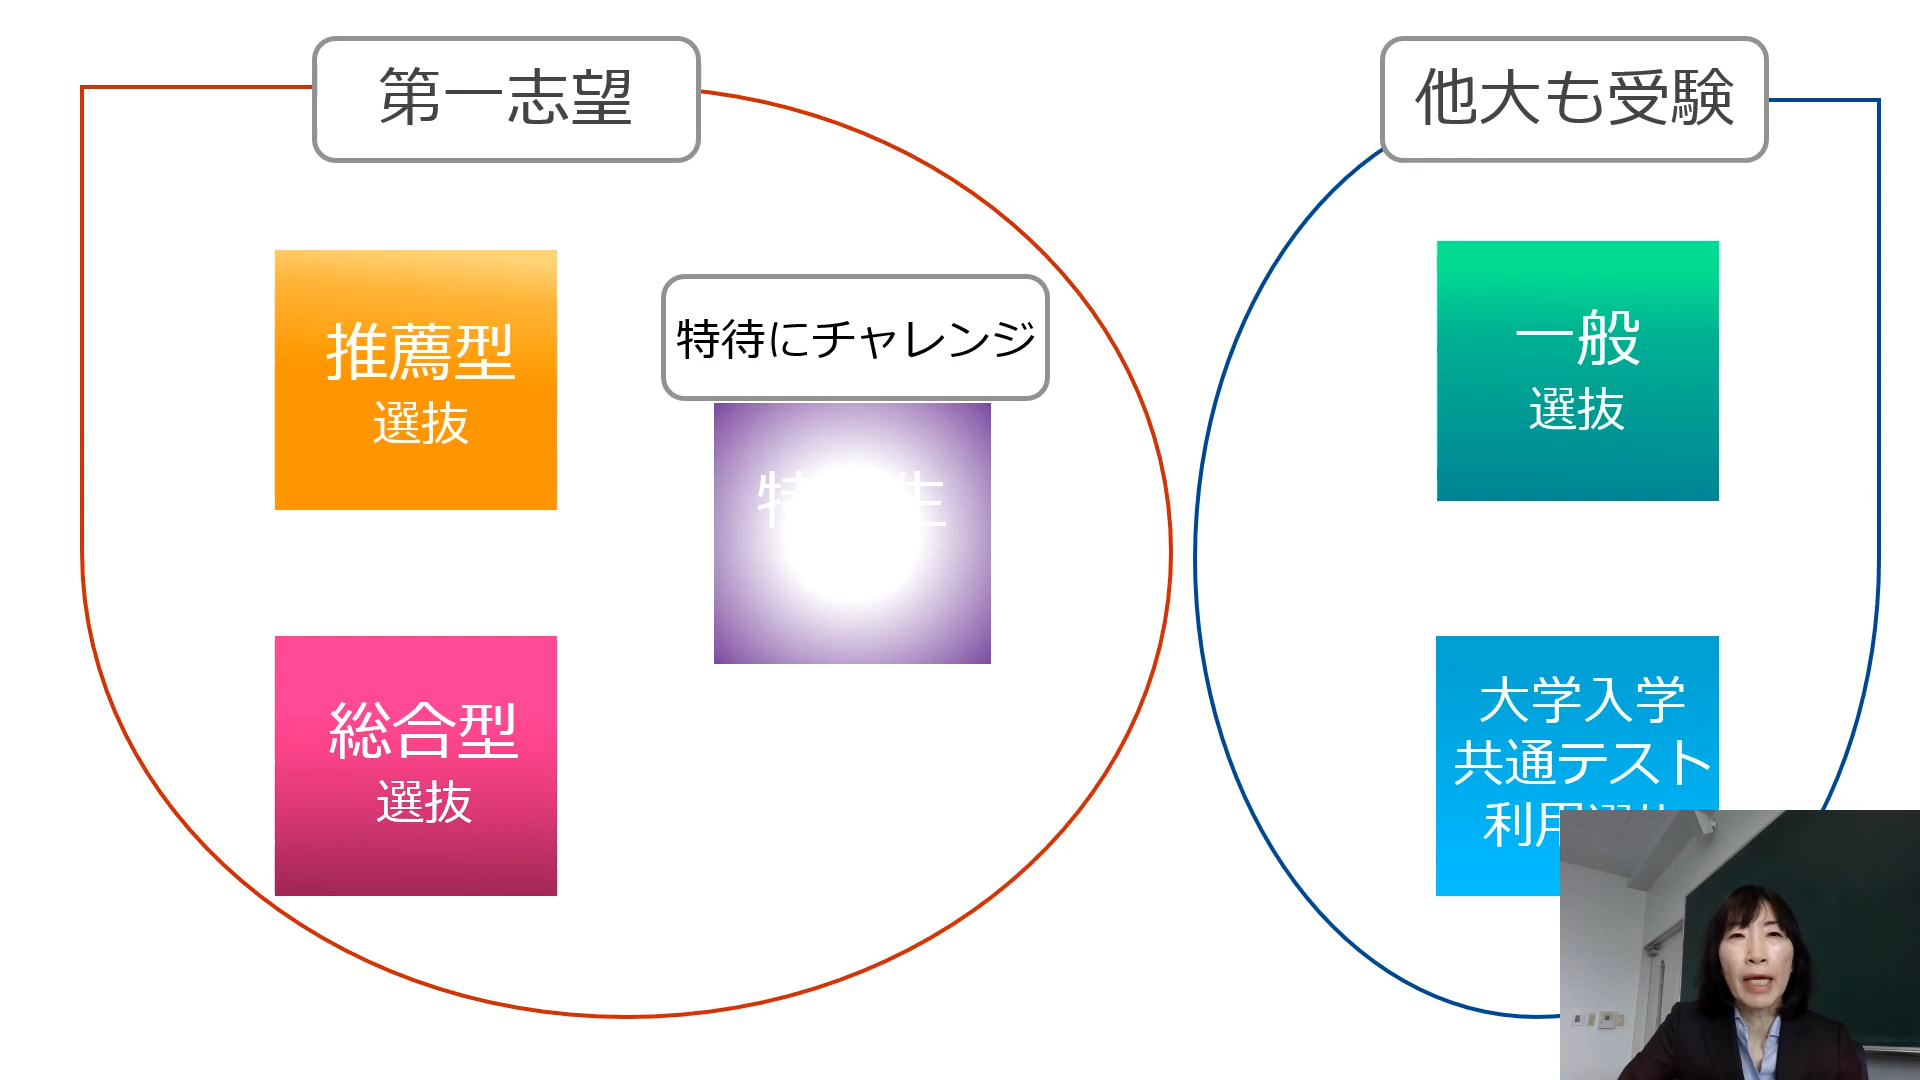 第一志望
他大も受験
推薦型
選抜
特待にチャレンジ
一般
選抜
総合型
選抜
大学入学
共通テスト
利用